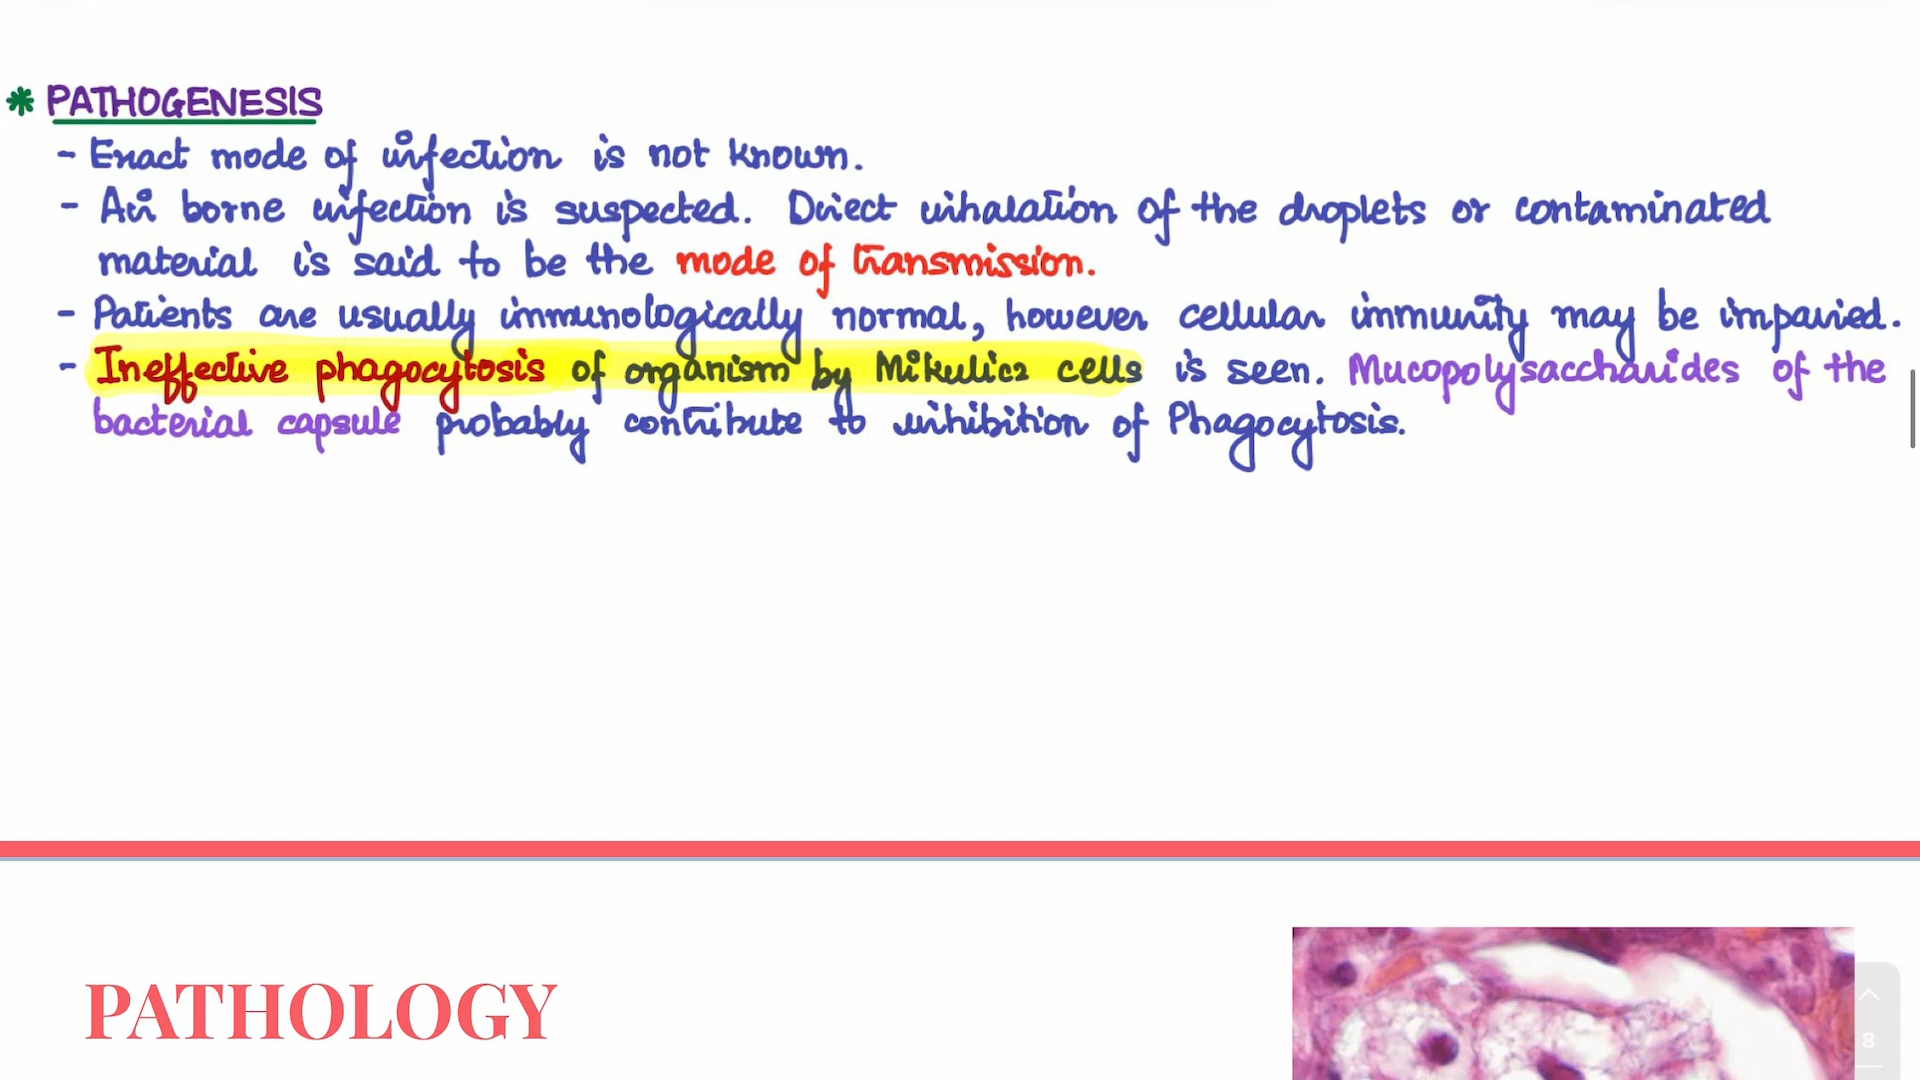 * PATHOGENESIS
- Exact mode of infection is not known.
- Air borne infection is suspected. Direct inhalation of the droplets or contaminated
material is said to be the mode of transmission.
- Patients are usually immunologically normal, however cellular immunity may be impaired.
- Ineffective phagocytosis of organism by Mikulicz cells is seen. Mucopolysaccharides of the
bacterial capsule probably contribute to inhibition of Phagocytosis.
PATHOLOGY
8